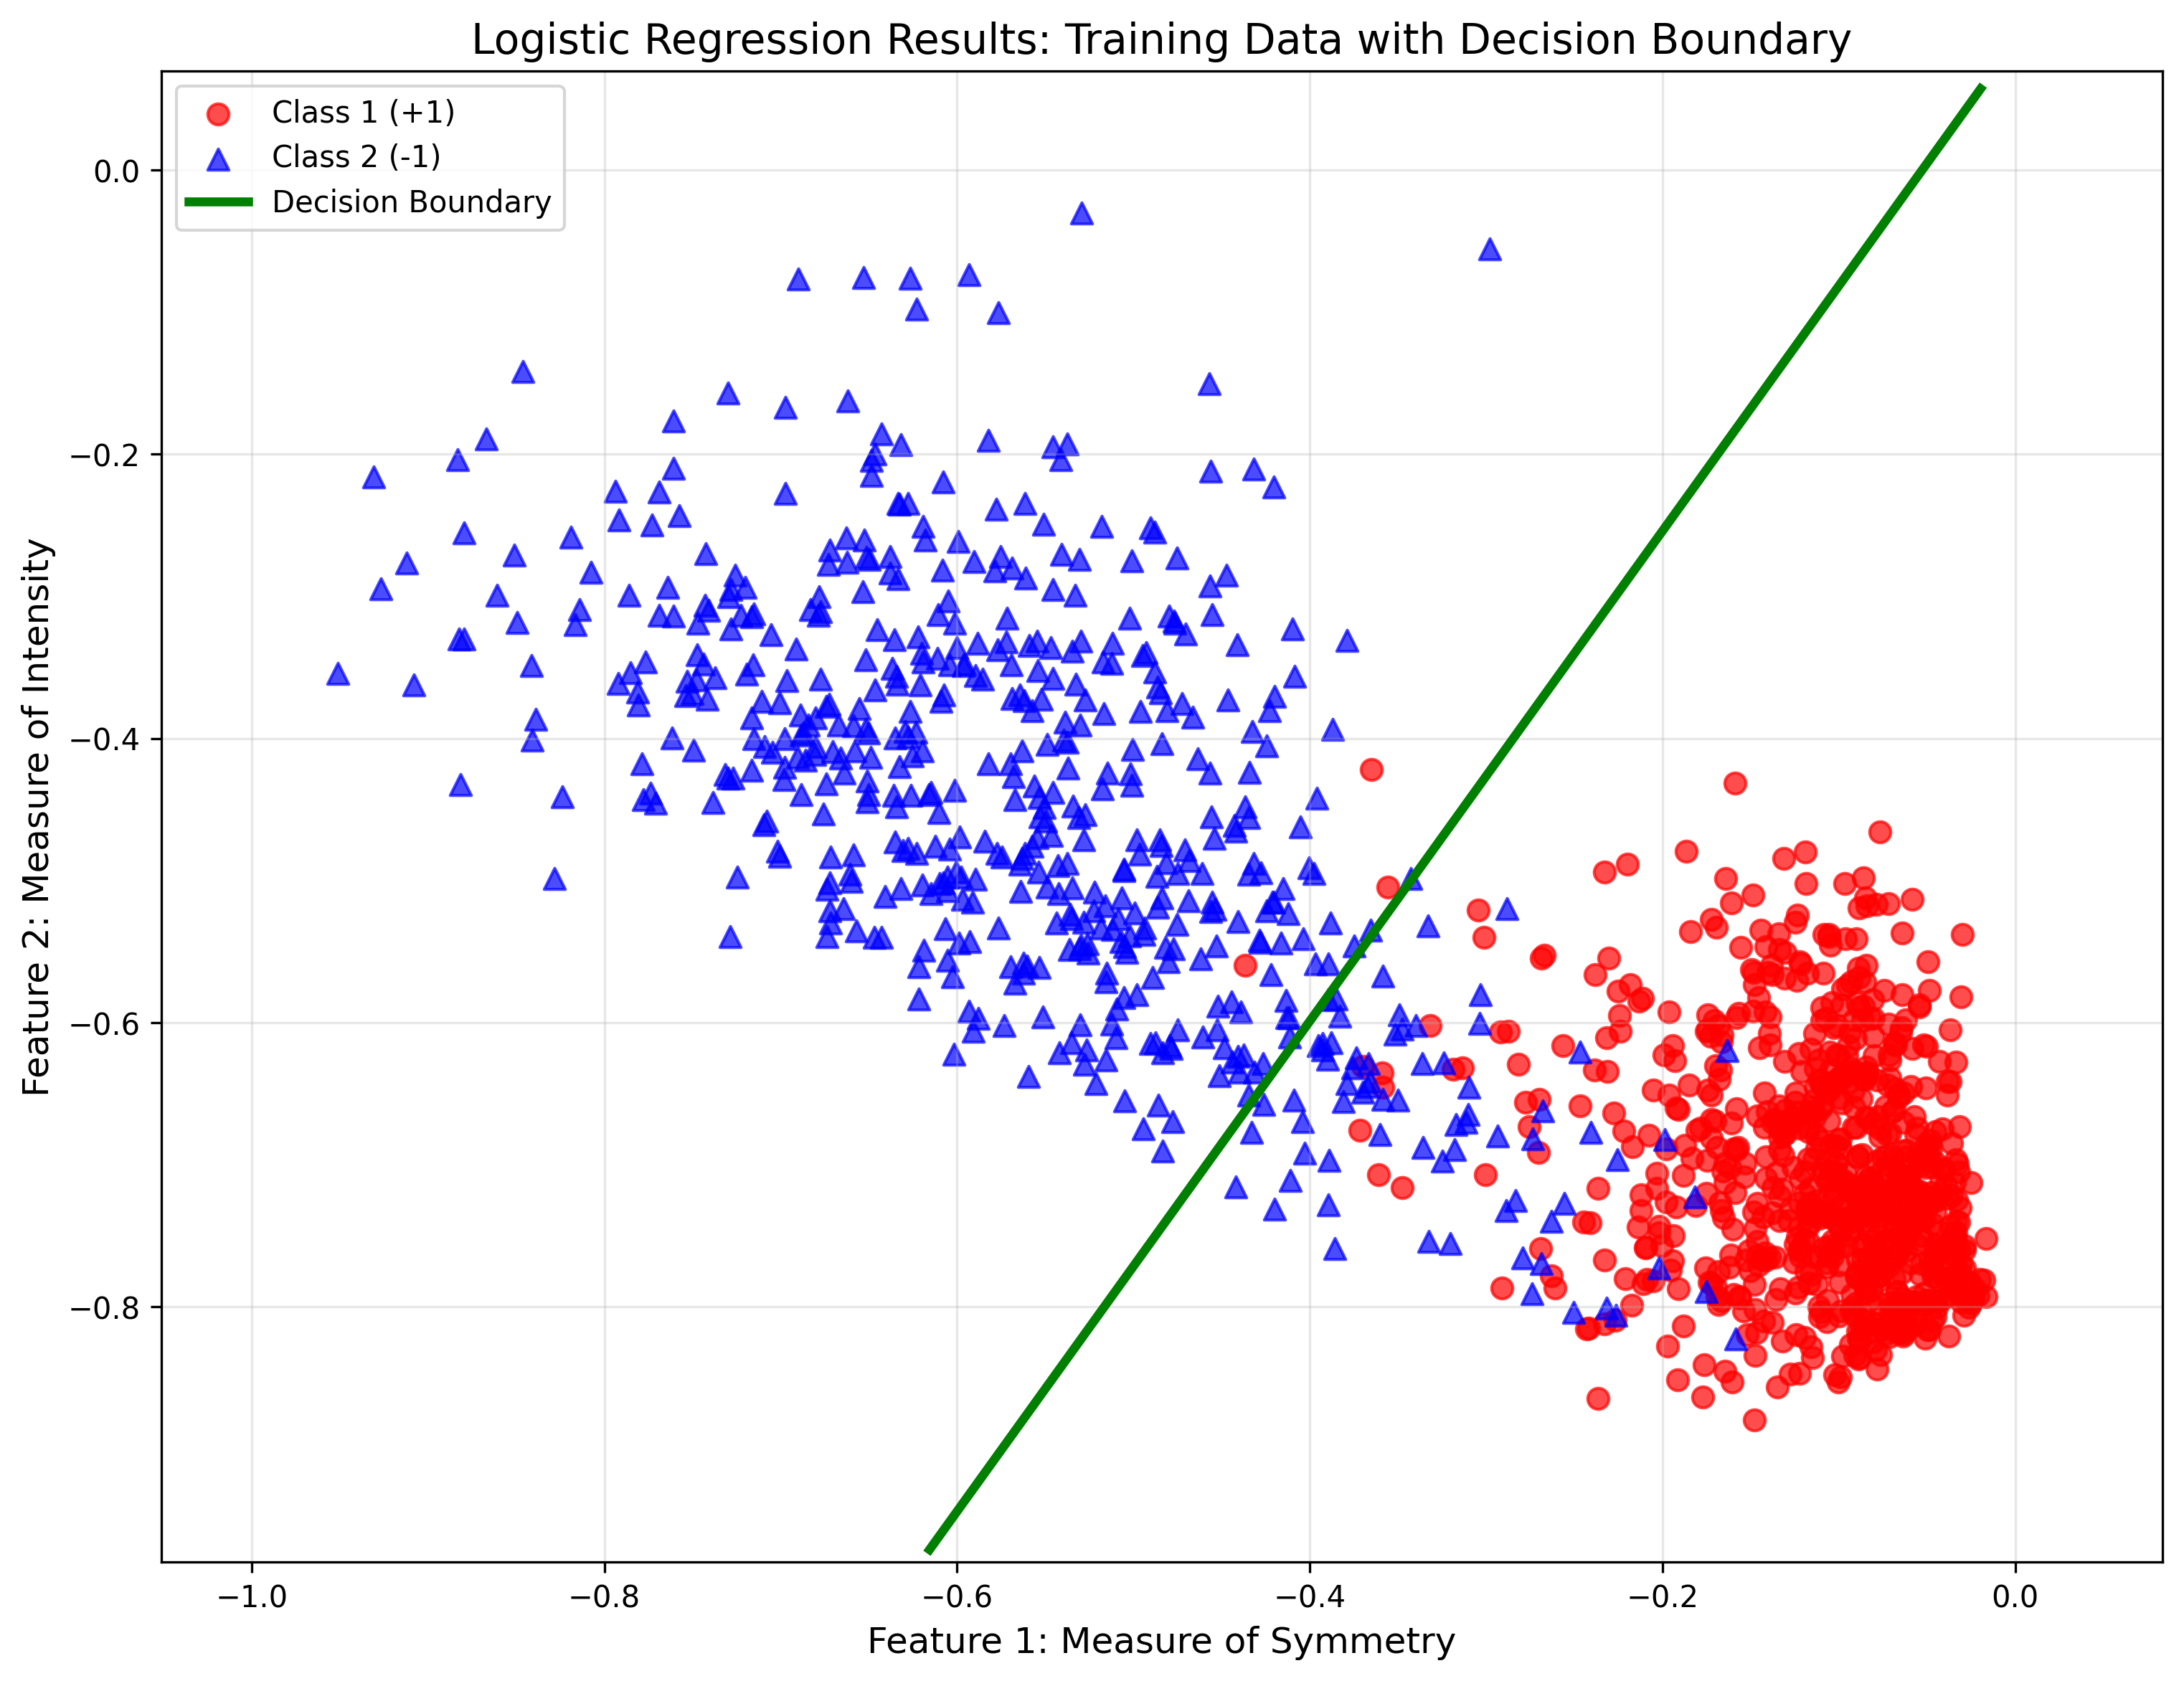 Logistic Regression Results: Training Data with Decision Boundary
Class 1 (+1)
Class 2 (-1)
Decision Boundary
Feature 2: Measure of Intensity
0.0
−0.2
−0.4
−0.6
−0.8
−1.0
−0.8
−0.6
−0.4
−0.2
0.0
Feature 1: Measure of Symmetry